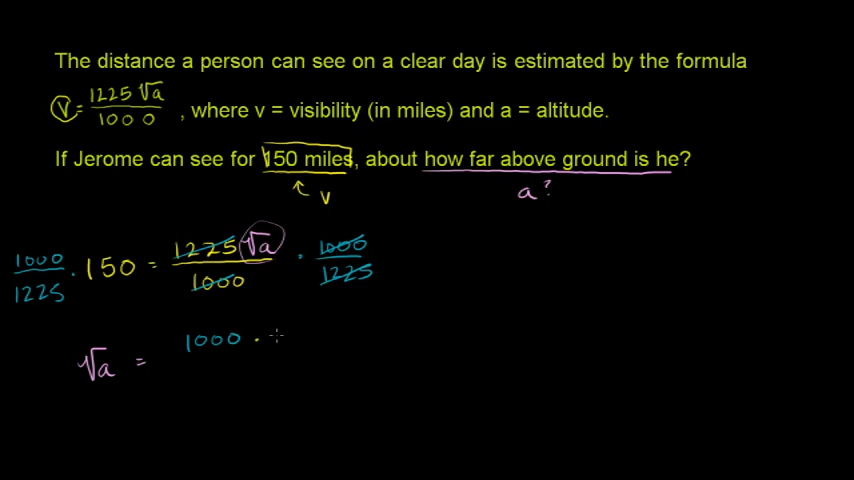 The distance a person can see on a clear day is estimated by the formula
v = 1225 √a / 1000 , where v = visibility (in miles) and a = altitude.
If Jerome can see for 150 miles, about how far above ground is he?
↑ v a?
1000/1225 · 150 = 1225 √a / 1000 · 1000/1225
√a = 1000 ·